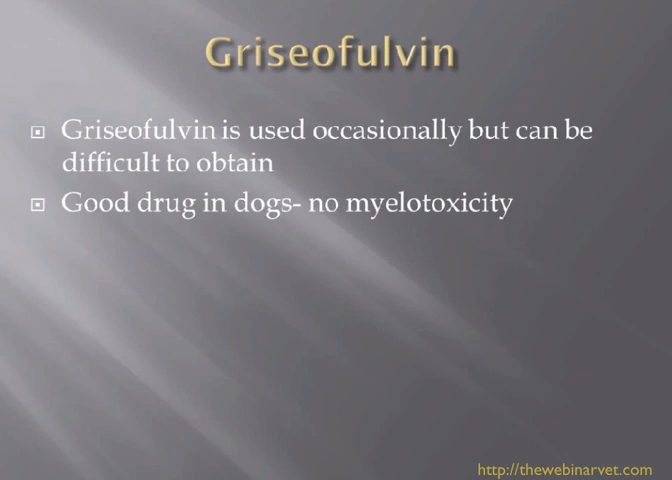 Griseofulvin
Griseofulvin is used occasionally but can be
difficult to obtain
Good drug in dogs- no myelotoxicity
http://thewebinarvet.com